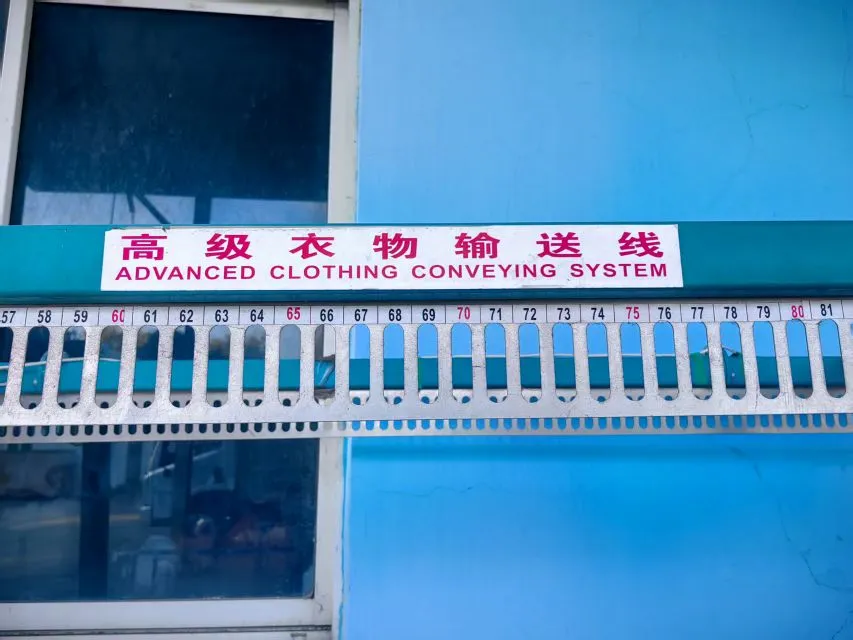 高级衣物输送线
ADVANCED CLOTHING CONVEYING SYSTEM
57 58 59 60 61 62 63 64 65 66 67 68 69 70 71 72 73 74 75 76 77 78 79 80 81